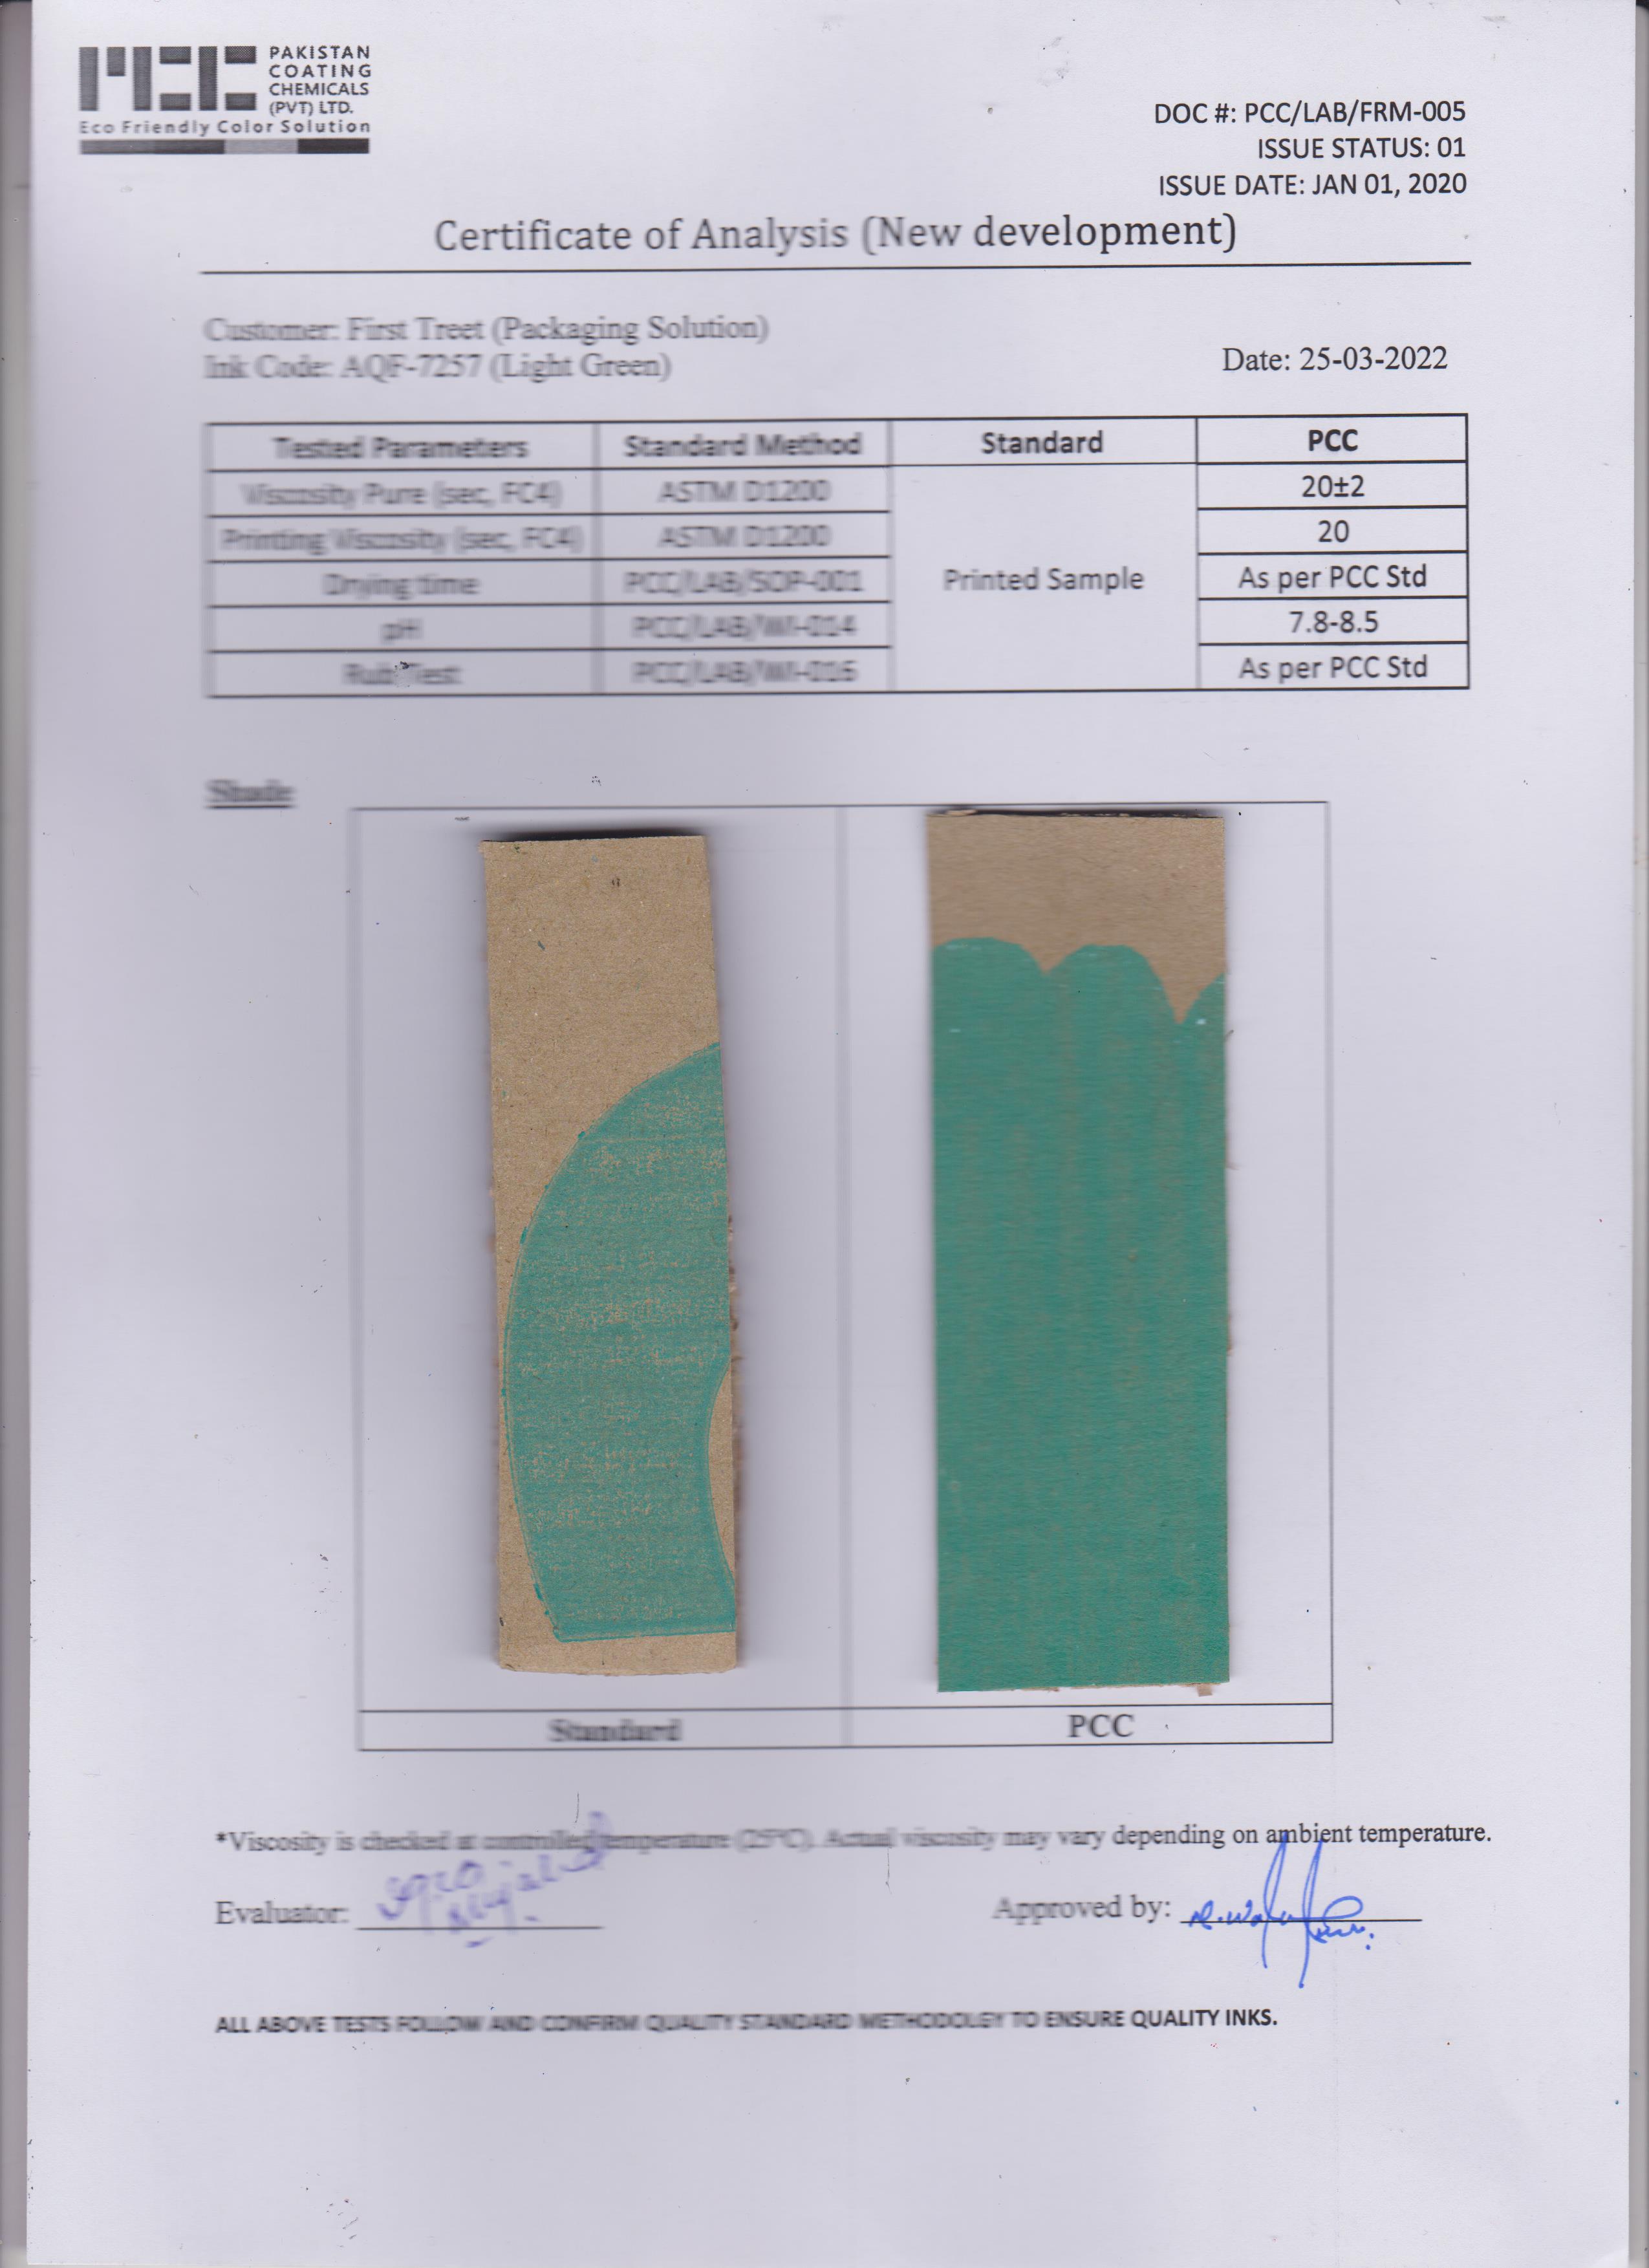 PCC
PAKISTAN
COATING
CHEMICALS
(PVT) LTD.
Eco Friendly Color Solution
DOC #: PCC/LAB/FRM-005
ISSUE STATUS: 01
ISSUE DATE: JAN 01, 2020
Certificate of Analysis (New development)
Customer: First Treet (Packaging Solution)
Ink Code: AQF-7257 (Light Green)
Date: 25-03-2022
Tested Parameters Standard Method Standard PCC
Viscosity Pure (sec, FC4) ASTM D1200 20±2
Printing Viscosity (sec, FC4) ASTM D1200 20
Drying time PCC/LAB/SOP-001 Printed Sample As per PCC Std
pH PCC/LAB/WI-014 7.8-8.5
Rub Test PCC/LAB/WI-016 As per PCC Std
Shade
Standard PCC
*Viscosity is checked at controlled temperature (25°C). Actual viscosity may vary depending on ambient temperature.
Evaluator:
Approved by:
ALL ABOVE TESTS FOLLOW AND CONFIRM QUALITY STANDARD METHODOLGY TO ENSURE QUALITY INKS.